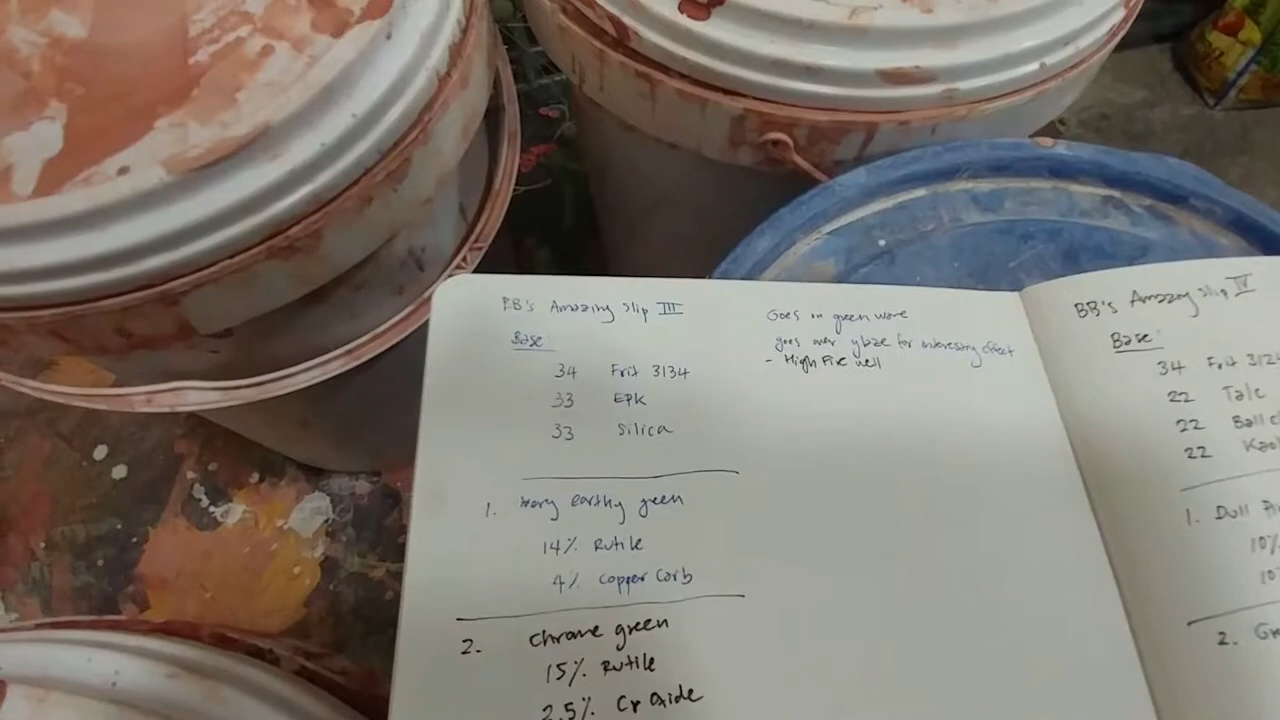 BB's Amazing Slip III
Base:
34 Frit 3134
33 Epk
33 Silica
1. Very earthy green
14% Rutile
4% Copper Carb
2. Chrome green
15% Rutile
2.5% Cr Oxide
Goes on green ware
goes over glaze for interesting effect
- High Fire well
BB's Amazing Slip IV
Base:
34 Frit 312
22 Talc
22 Ball c
22 Kaol
1. Dull
10%
10
2. Gr